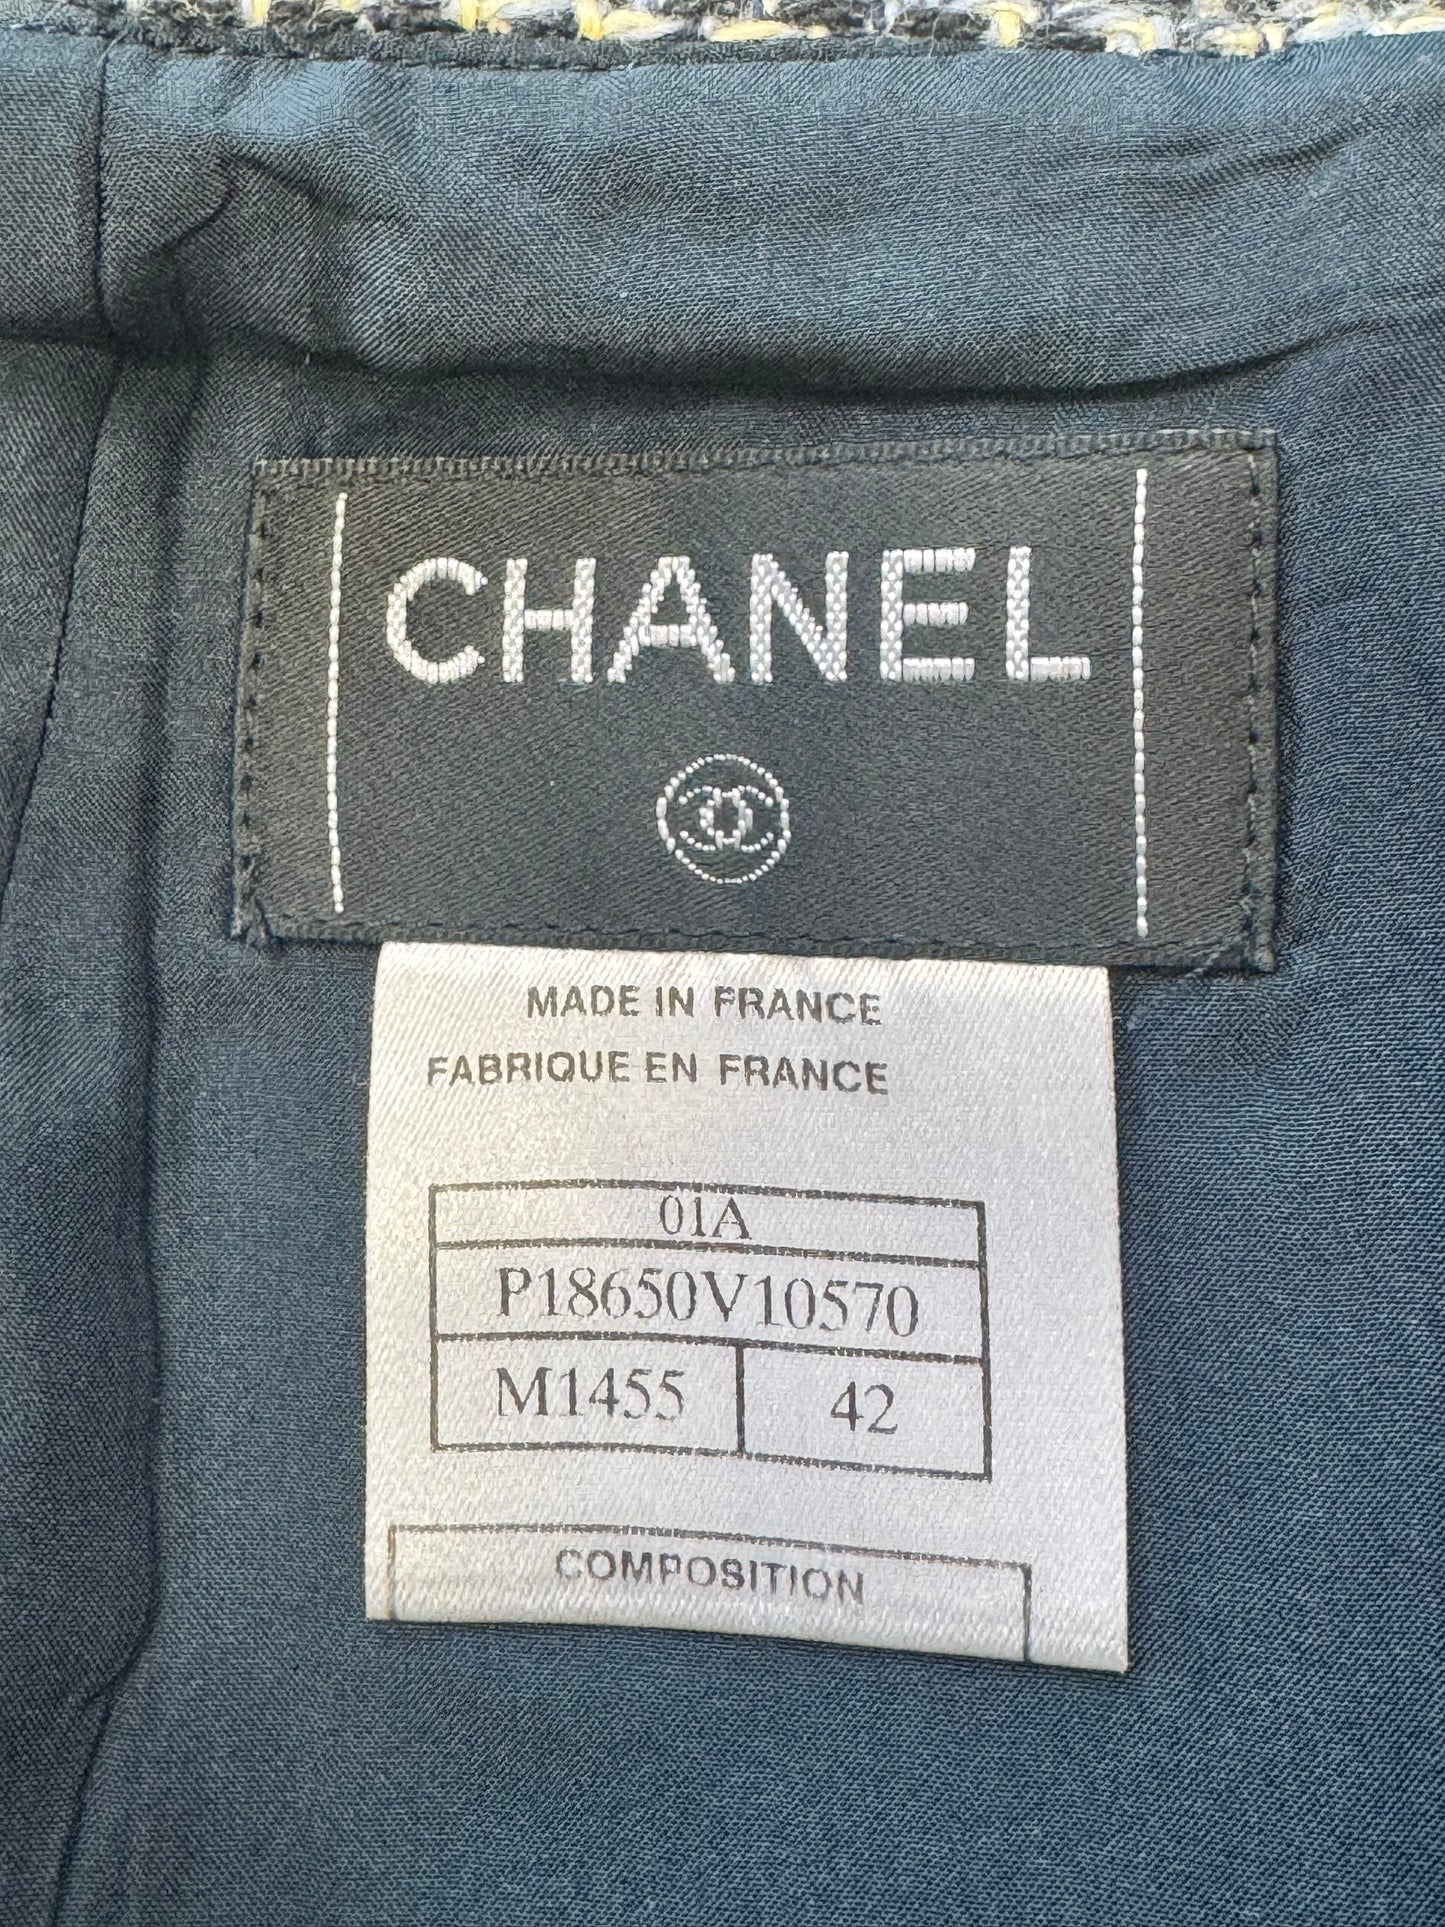 CHANEL
MADE IN FRANCE
FABRIQUE EN FRANCE
01A
P18650V10570
M1455 42
COMPOSITION